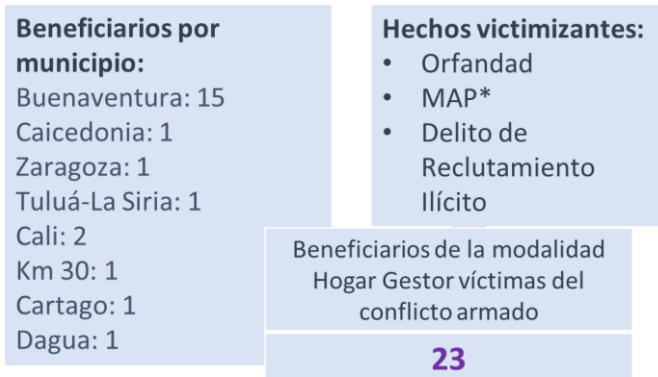 Beneficiarios por
municipio:
Buenaventura: 15
Caicedonia: 1
Zaragoza: 1
Tuluá-La Siria: 1
Cali: 2
Km 30: 1
Cartago: 1
Dagua: 1
Hechos victimizantes:
• Orfandad
• MAP*
• Delito de
Reclutamiento
Ilícito
Beneficiarios de la modalidad
Hogar Gestor víctimas del
conflicto armado
23